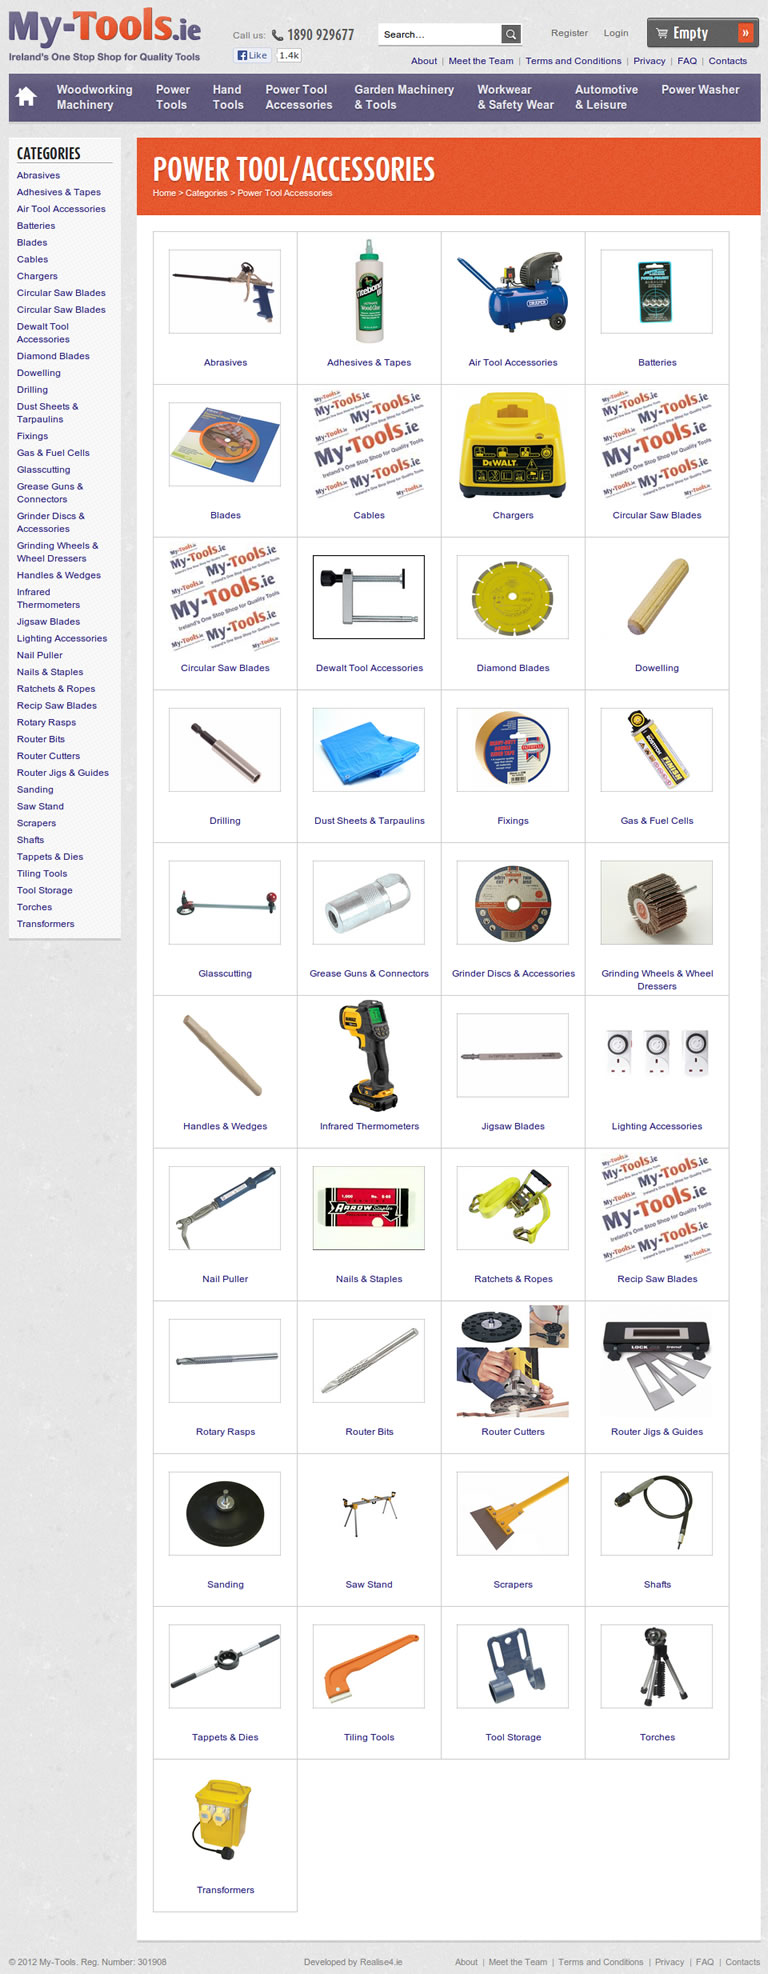 My-Tools.ie
Ireland's One Stop Shop for Quality Tools
Call us: 1890 929677
Like 1.4k
Search...
Register Login
Empty »
About | Meet the Team | Terms and Conditions | Privacy | FAQ | Contacts
Woodworking Machinery
Power Tools
Hand Tools
Power Tool Accessories
Garden Machinery & Tools
Workwear & Safety Wear
Automotive & Leisure
Power Washer
CATEGORIES
Abrasives
Adhesives & Tapes
Air Tool Accessories
Batteries
Blades
Cables
Chargers
Circular Saw Blades
Circular Saw Blades
Dewalt Tool
Accessories
Diamond Blades
Dowelling
Drilling
Dust Sheets &
Tarpaulins
Fixings
Gas & Fuel Cells
Glasscutting
Grease Guns &
Connectors
Grinder Discs &
Accessories
Grinding Wheels &
Wheel Dressers
Handles & Wedges
Infrared
Thermometers
Jigsaw Blades
Lighting Accessories
Nail Puller
Nails & Staples
Ratchets & Ropes
Recip Saw Blades
Rotary Rasps
Router Bits
Router Cutters
Router Jigs & Guides
Sanding
Saw Stand
Scrapers
Shafts
Tappets & Dies
Tiling Tools
Tool Storage
Torches
Transformers
POWER TOOL/ACCESSORIES
Home > Categories > Power Tool Accessories
Abrasives
Adhesives & Tapes
Air Tool Accessories
Batteries
Blades
Cables
Chargers
Circular Saw Blades
Circular Saw Blades
Dewalt Tool Accessories
Diamond Blades
Dowelling
Drilling
Dust Sheets & Tarpaulins
Fixings
Gas & Fuel Cells
Glasscutting
Grease Guns & Connectors
Grinder Discs & Accessories
Grinding Wheels & Wheel
Dressers
Handles & Wedges
Infrared Thermometers
Jigsaw Blades
Lighting Accessories
Nail Puller
Nails & Staples
Ratchets & Ropes
Recip Saw Blades
Rotary Rasps
Router Bits
Router Cutters
Router Jigs & Guides
Sanding
Saw Stand
Scrapers
Shafts
Tappets & Dies
Tiling Tools
Tool Storage
Torches
Transformers
© 2012 My-Tools. Reg. Number: 301908
Developed by Realise4.ie
About | Meet the Team | Terms and Conditions | Privacy | FAQ | Contacts